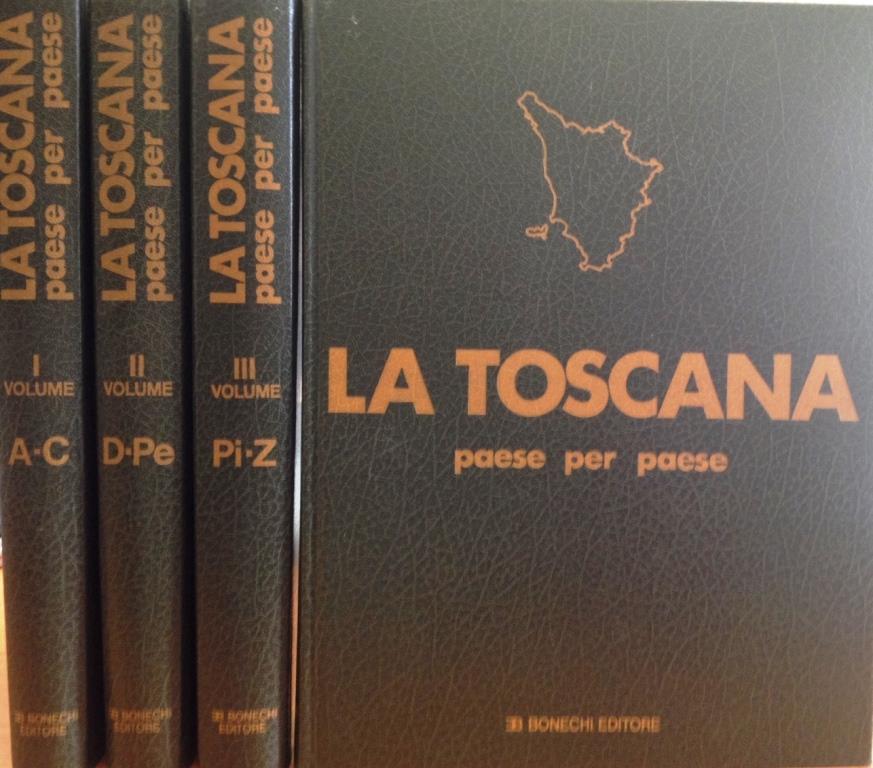 LA TOSCANA
paese per paese
I
VOLUME
A·C
BONECHI
EDITORE
LA TOSCANA
paese per paese
II
VOLUME
D·Pe
BONECHI
EDITORE
LA TOSCANA
paese per paese
III
VOLUME
Pi·Z
BONECHI
EDITORE
LA TOSCANA
paese per paese
BONECHI EDITORE